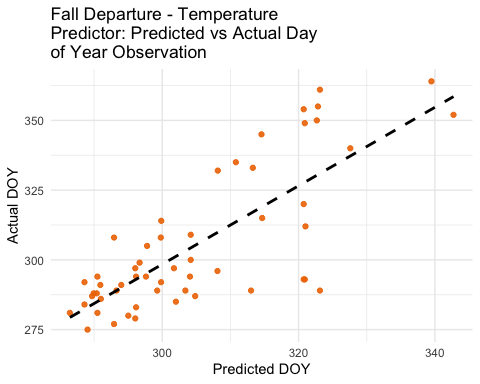 Fall Departure - Temperature
Predictor: Predicted vs Actual Day
of Year Observation
Actual DOY
350
325
300
275
300
320
340
Predicted DOY